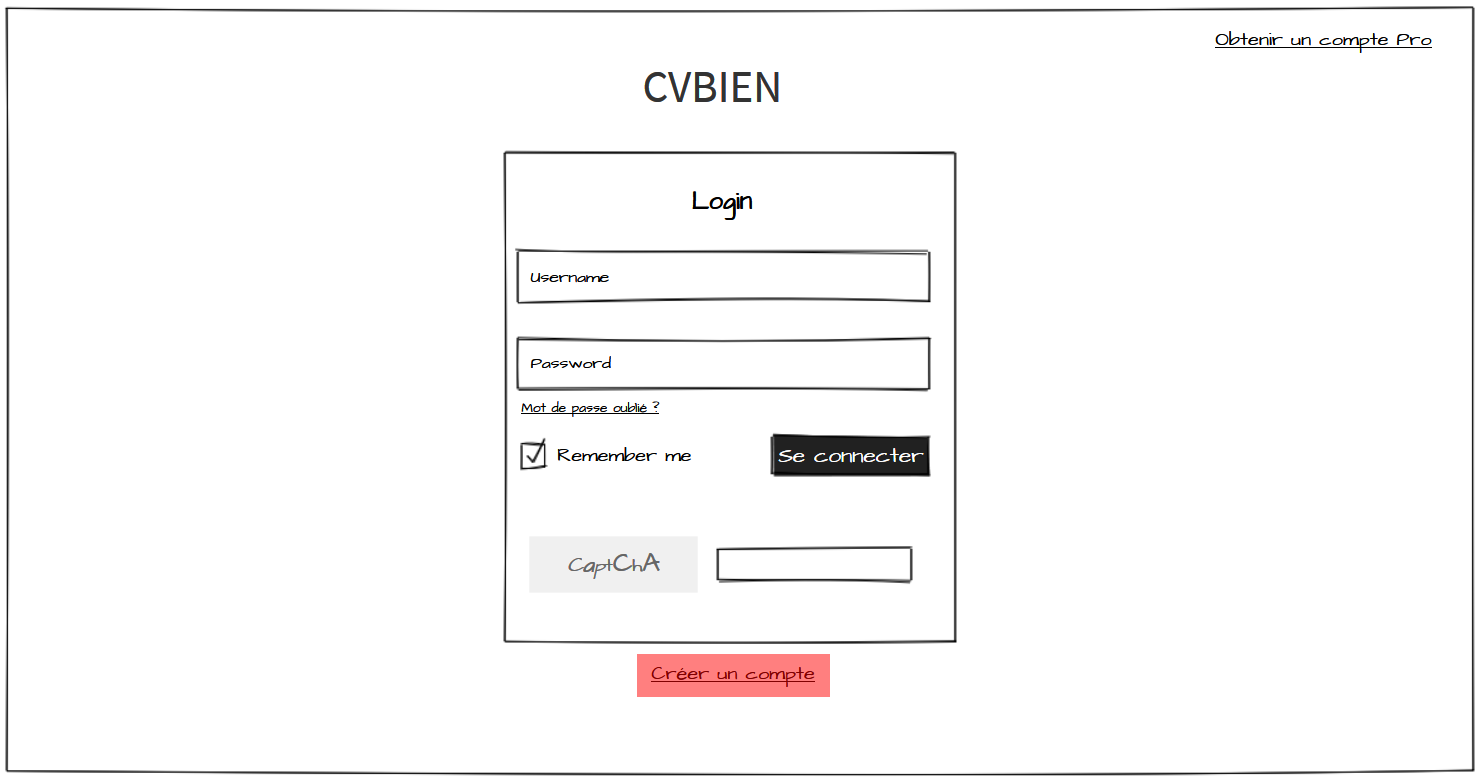 Obtenir un compte Pro
CVBIEN
Login
Username
Password
Mot de passe oublié ?
Remember me
Se connecter
CaptChA
Créer un compte